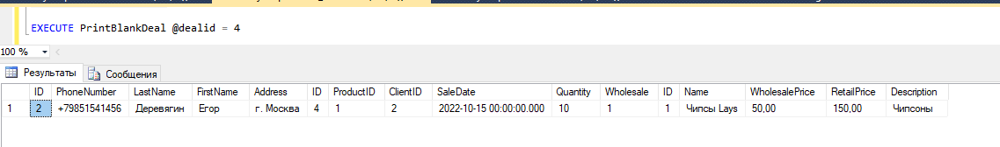 EXECUTE PrintBlankDeal @dealid = 4
100 %
Результаты Сообщения
ID PhoneNumber LastName FirstName Address ID ProductID ClientID SaleDate Quantity Wholesale ID Name WholesalePrice RetailPrice Description
1 2 +79851541456 Деревягин Егор г. Москва 4 1 2 2022-10-15 00:00:00.000 10 1 1 Чипсы Lays 50,00 150,00 Чипсоны